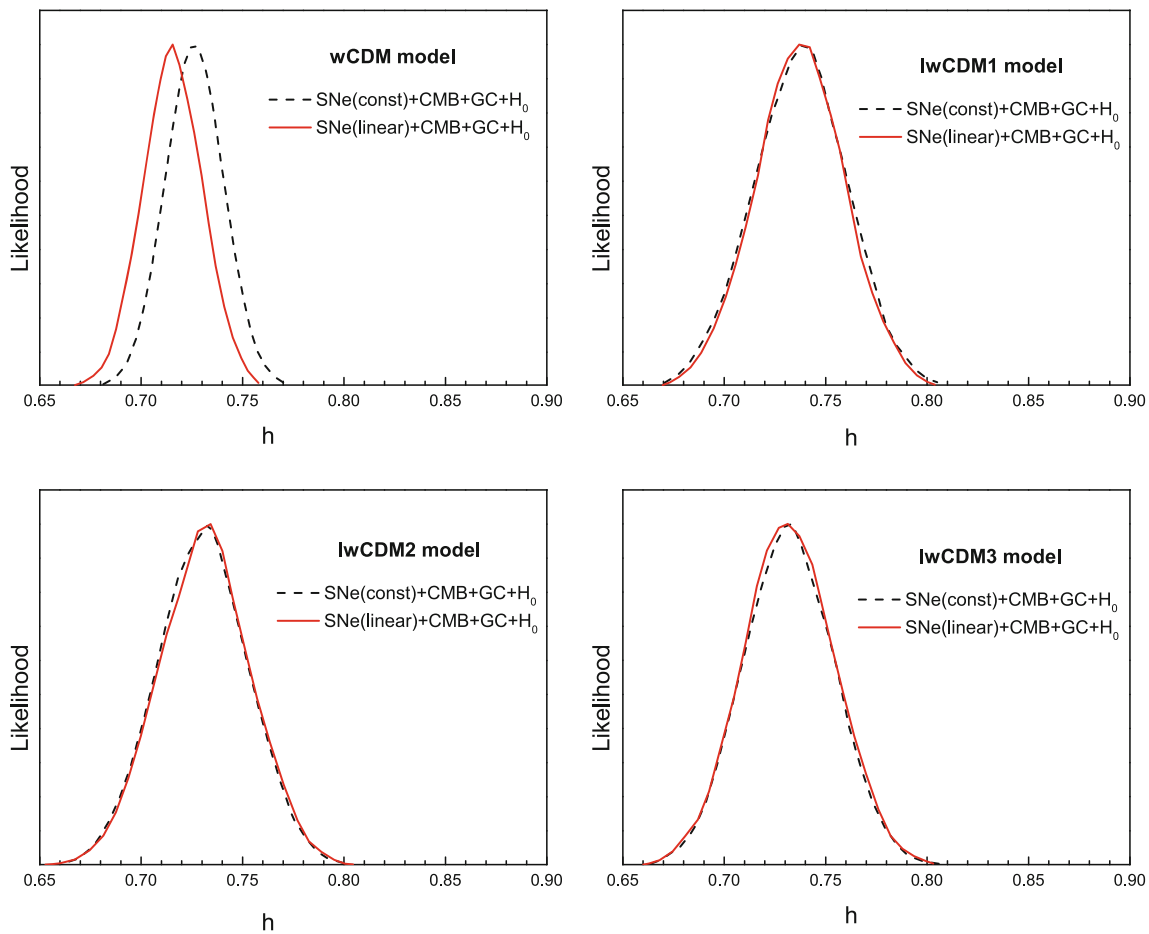 wCDM model
SNe(const)+CMB+GC+H₀
SNe(linear)+CMB+GC+H₀
Likelihood
0.65 0.70 0.75 0.80 0.85 0.90
h
IwCDM1 model
SNe(const)+CMB+GC+H₀
SNe(linear)+CMB+GC+H₀
Likelihood
0.65 0.70 0.75 0.80 0.85 0.90
h
IwCDM2 model
SNe(const)+CMB+GC+H₀
SNe(linear)+CMB+GC+H₀
Likelihood
0.65 0.70 0.75 0.80 0.85 0.90
h
IwCDM3 model
SNe(const)+CMB+GC+H₀
SNe(linear)+CMB+GC+H₀
Likelihood
0.65 0.70 0.75 0.80 0.85 0.90
h